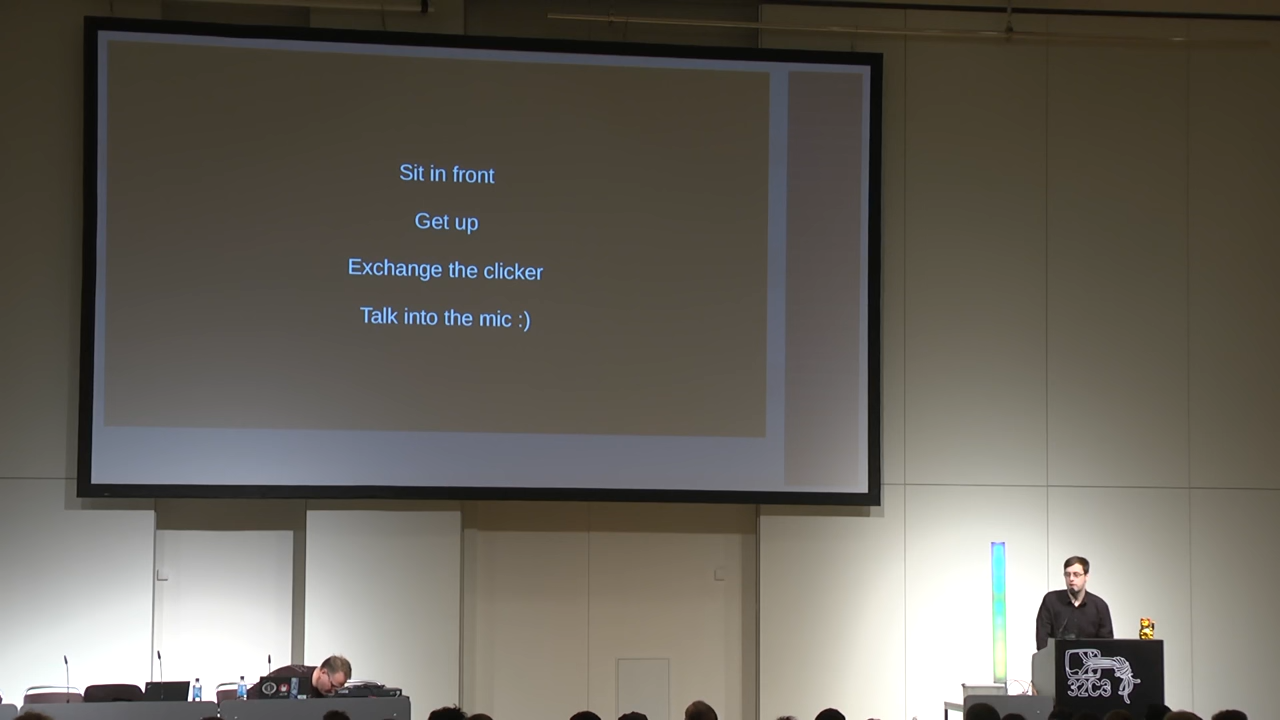 Sit in front
Get up
Exchange the clicker
Talk into the mic :)
32C3